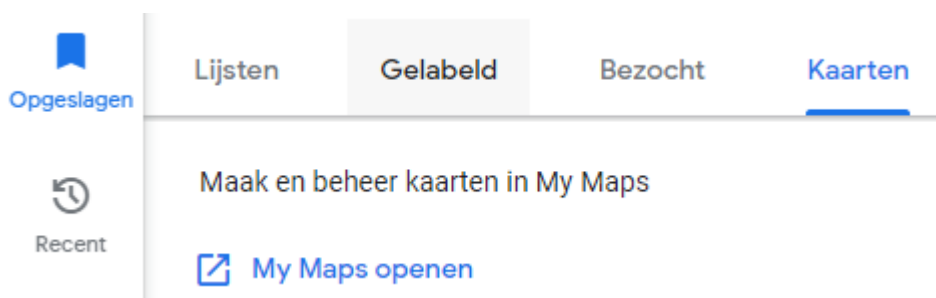 Opgeslagen
Recent
Lijsten Gelabeld Bezocht Kaarten
Maak en beheer kaarten in My Maps
My Maps openen